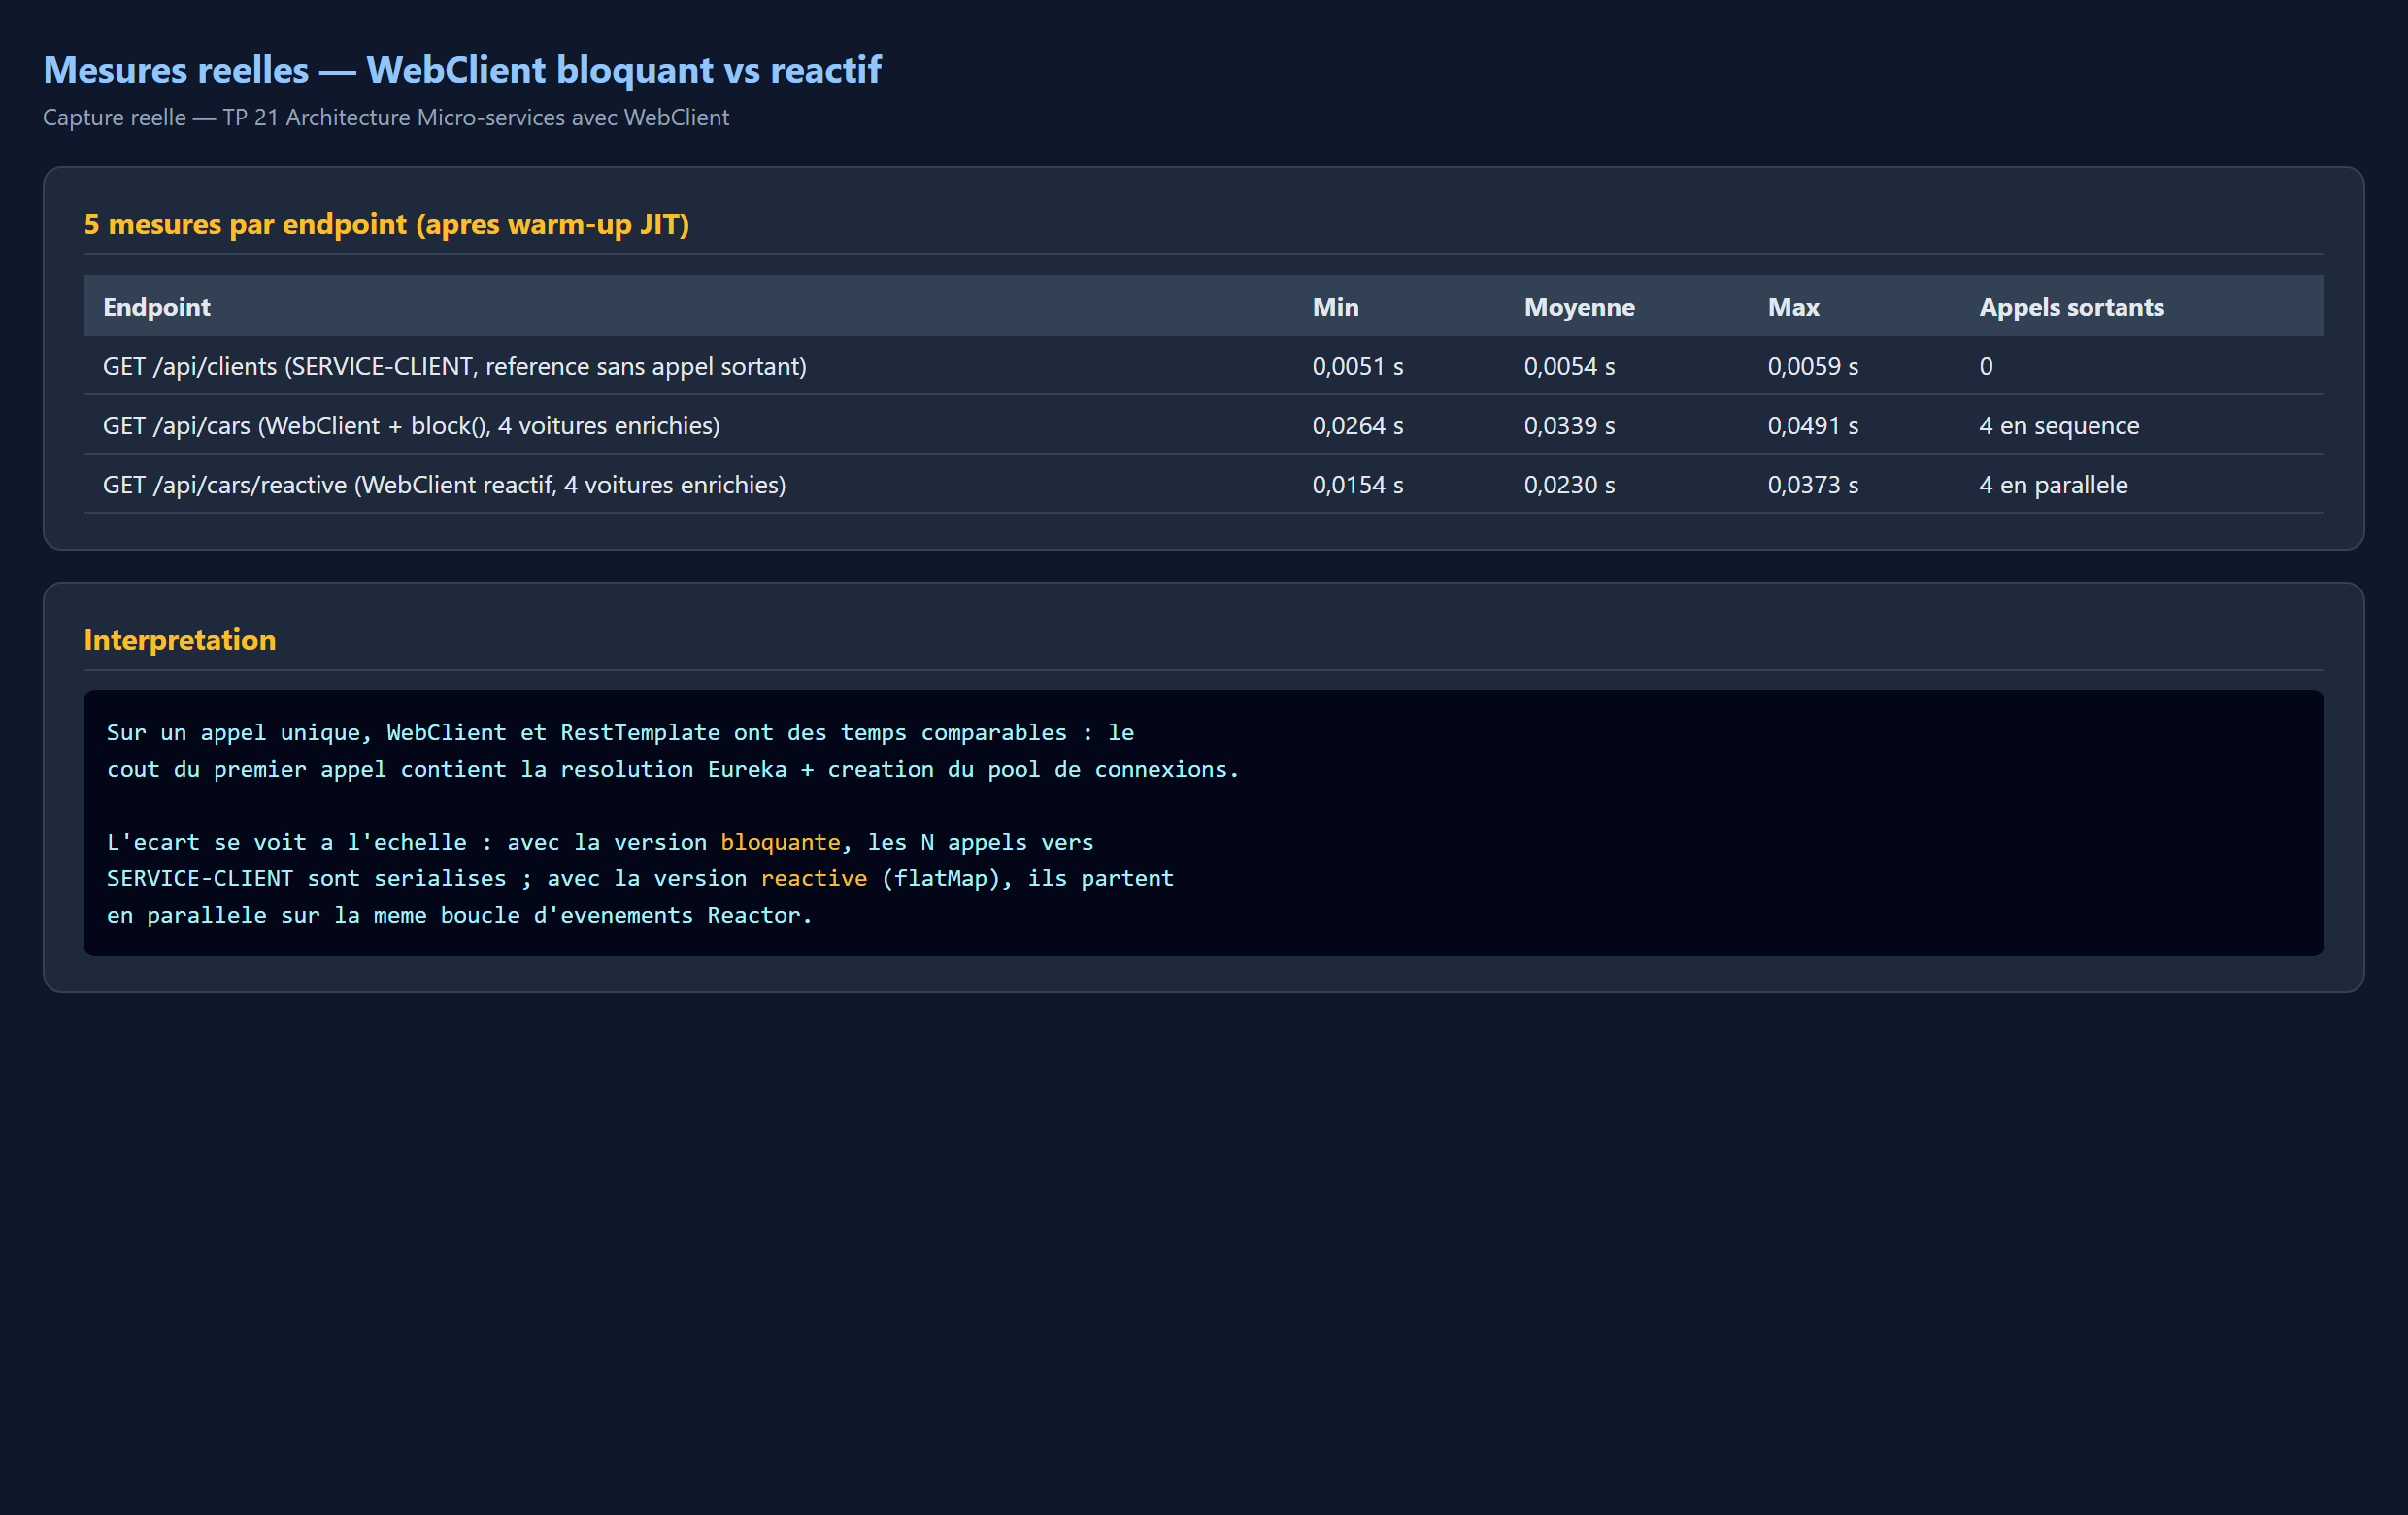 Mesures reelles — WebClient bloquant vs reactif
Capture reelle — TP 21 Architecture Micro-services avec WebClient
5 mesures par endpoint (apres warm-up JIT)
Endpoint Min Moyenne Max Appels sortants
GET /api/clients (SERVICE-CLIENT, reference sans appel sortant) 0,0051 s 0,0054 s 0,0059 s 0
GET /api/cars (WebClient + block(), 4 voitures enrichies) 0,0264 s 0,0339 s 0,0491 s 4 en sequence
GET /api/cars/reactive (WebClient reactif, 4 voitures enrichies) 0,0154 s 0,0230 s 0,0373 s 4 en parallele
Interpretation
Sur un appel unique, WebClient et RestTemplate ont des temps comparables : le
cout du premier appel contient la resolution Eureka + creation du pool de connexions.
L'ecart se voit a l'echelle : avec la version bloquante, les N appels vers
SERVICE-CLIENT sont serialises ; avec la version reactive (flatMap), ils partent
en parallele sur la meme boucle d'evenements Reactor.